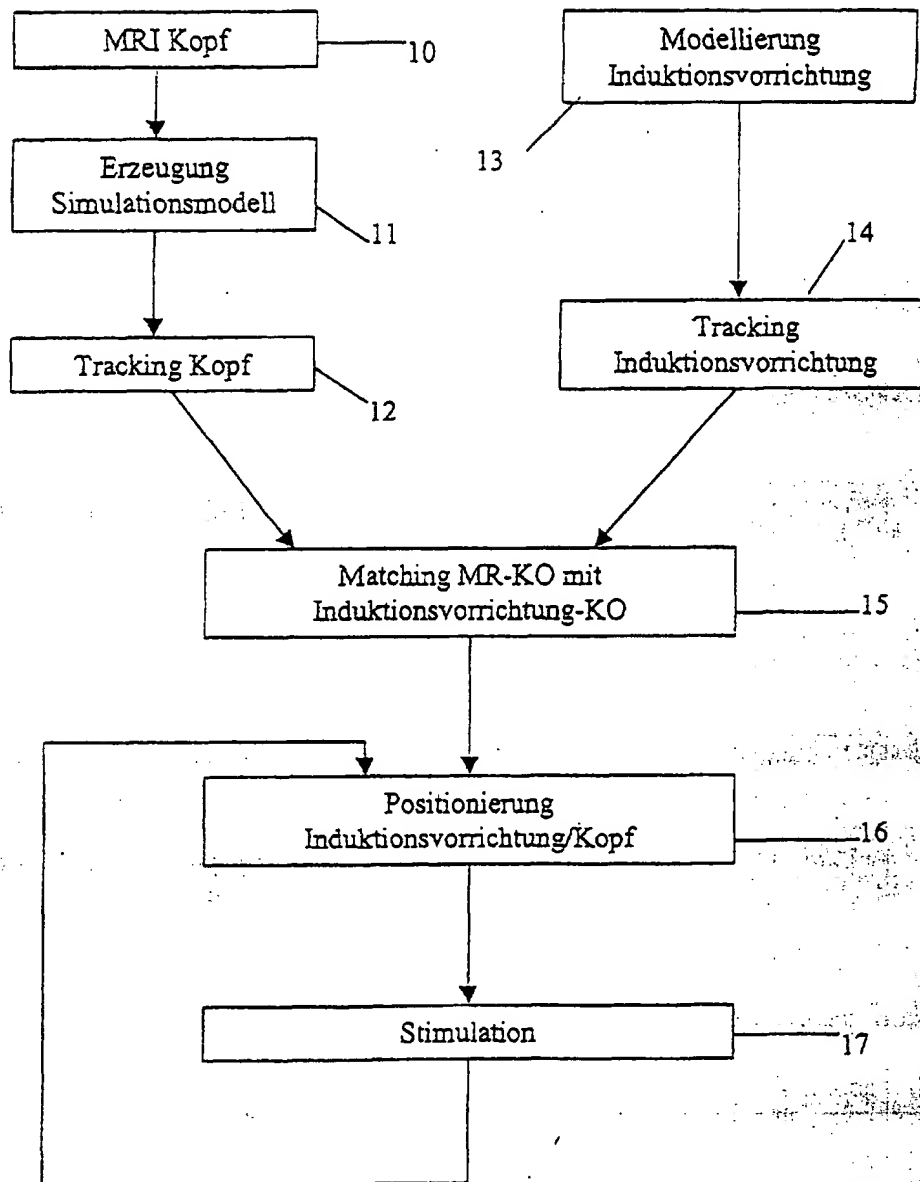 MRI Kopf
10
Modellierung
Induktionsvorrichtung
13
Erzeugung
Simulationsmodell
11
14
Tracking Kopf
12
Tracking
Induktionsvorrichtung
Matching MR-KO mit
Induktionsvorrichtung-KO
15
Positionierung
Induktionsvorrichtung/Kopf
16
Stimulation
17